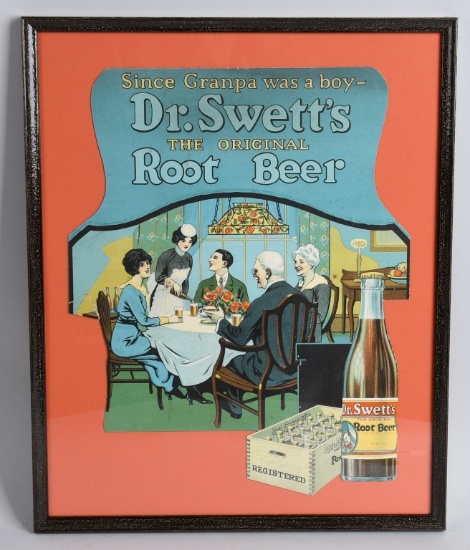 Since Granpa was a boy-
Dr. Swett's
THE ORIGINAL
Root Beer
Dr. Swett's
Root Beer
REGISTERED